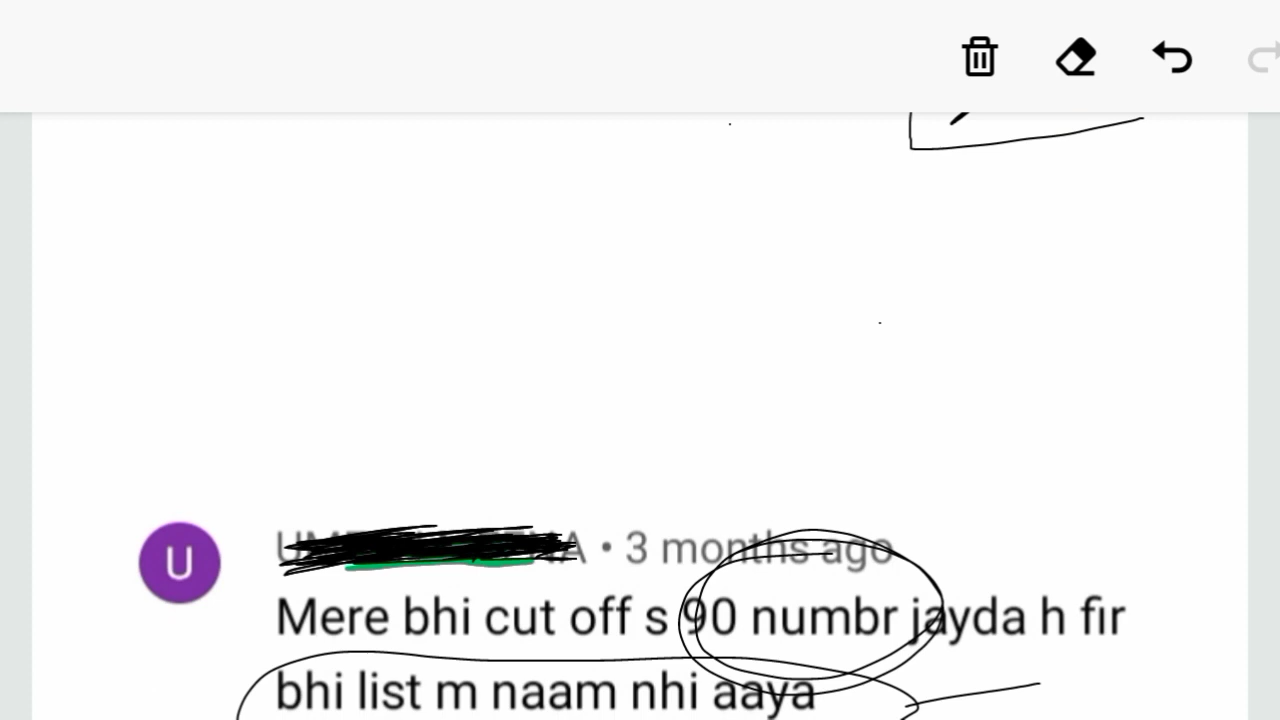 U
• 3 months ago
Mere bhi cut off s 90 numbr jayda h fir
bhi list m naam nhi aaya